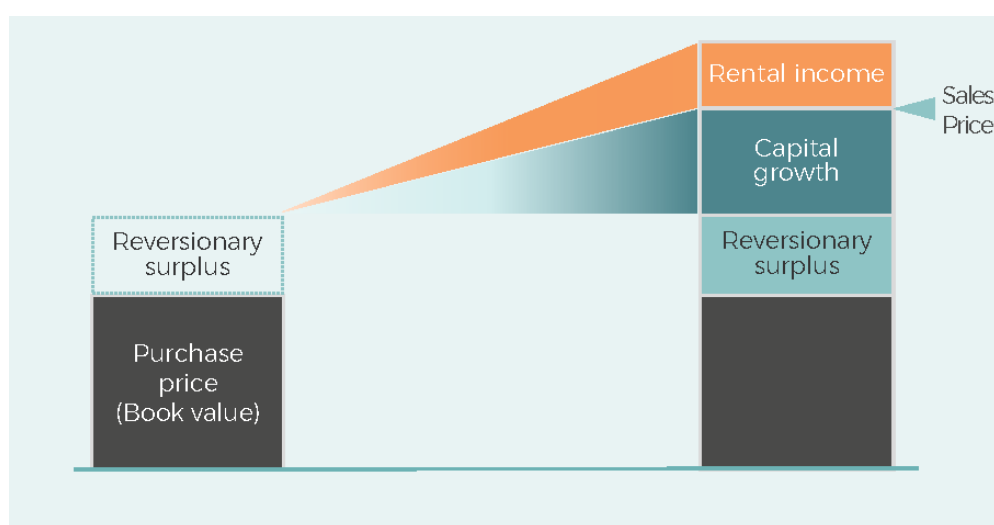 Rental income
Sales
Price
Capital
growth
Reversionary
surplus
Reversionary
surplus
Purchase
price
(Book value)